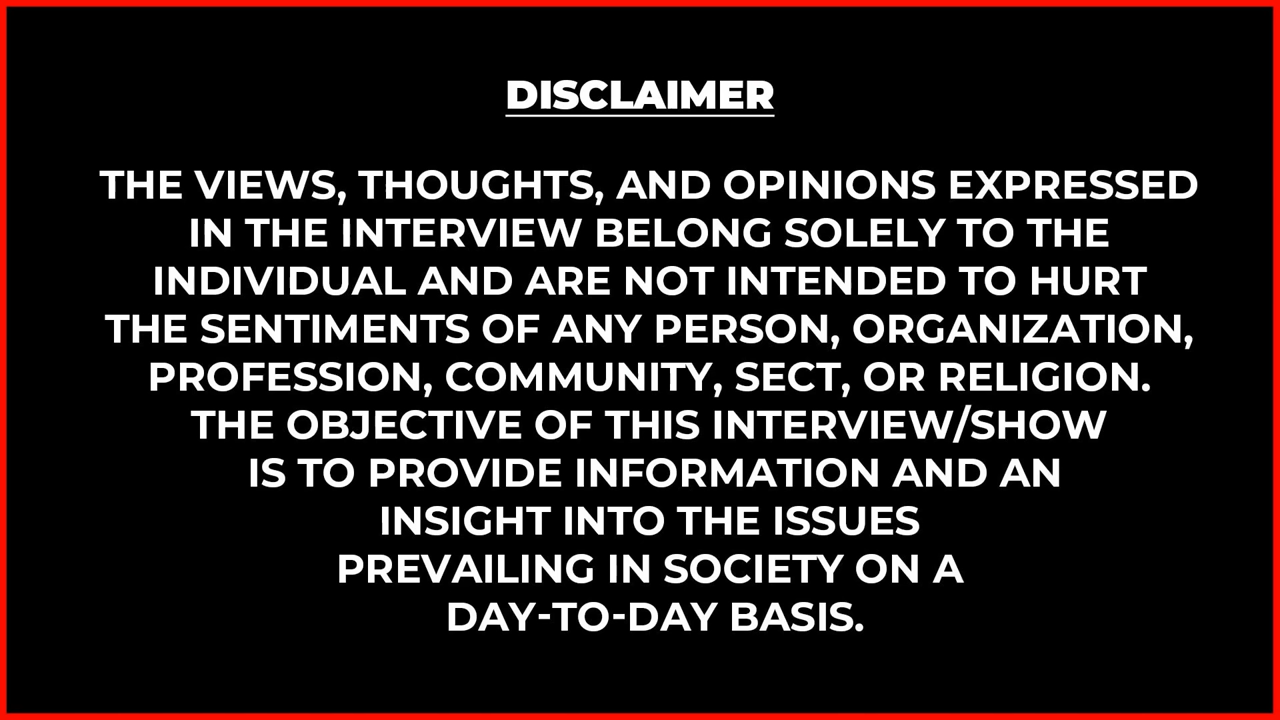 DISCLAIMER
THE VIEWS, THOUGHTS, AND OPINIONS EXPRESSED
IN THE INTERVIEW BELONG SOLELY TO THE
INDIVIDUAL AND ARE NOT INTENDED TO HURT
THE SENTIMENTS OF ANY PERSON, ORGANIZATION,
PROFESSION, COMMUNITY, SECT, OR RELIGION.
THE OBJECTIVE OF THIS INTERVIEW/SHOW
IS TO PROVIDE INFORMATION AND AN
INSIGHT INTO THE ISSUES
PREVAILING IN SOCIETY ON A
DAY-TO-DAY BASIS.